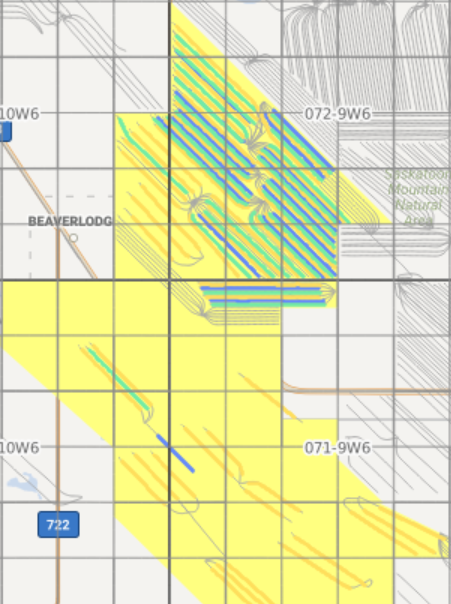 10W6
072-9W6
Saskatoon
Mountain
Natural
Area
BEAVERLODG
10W6
071-9W6
722